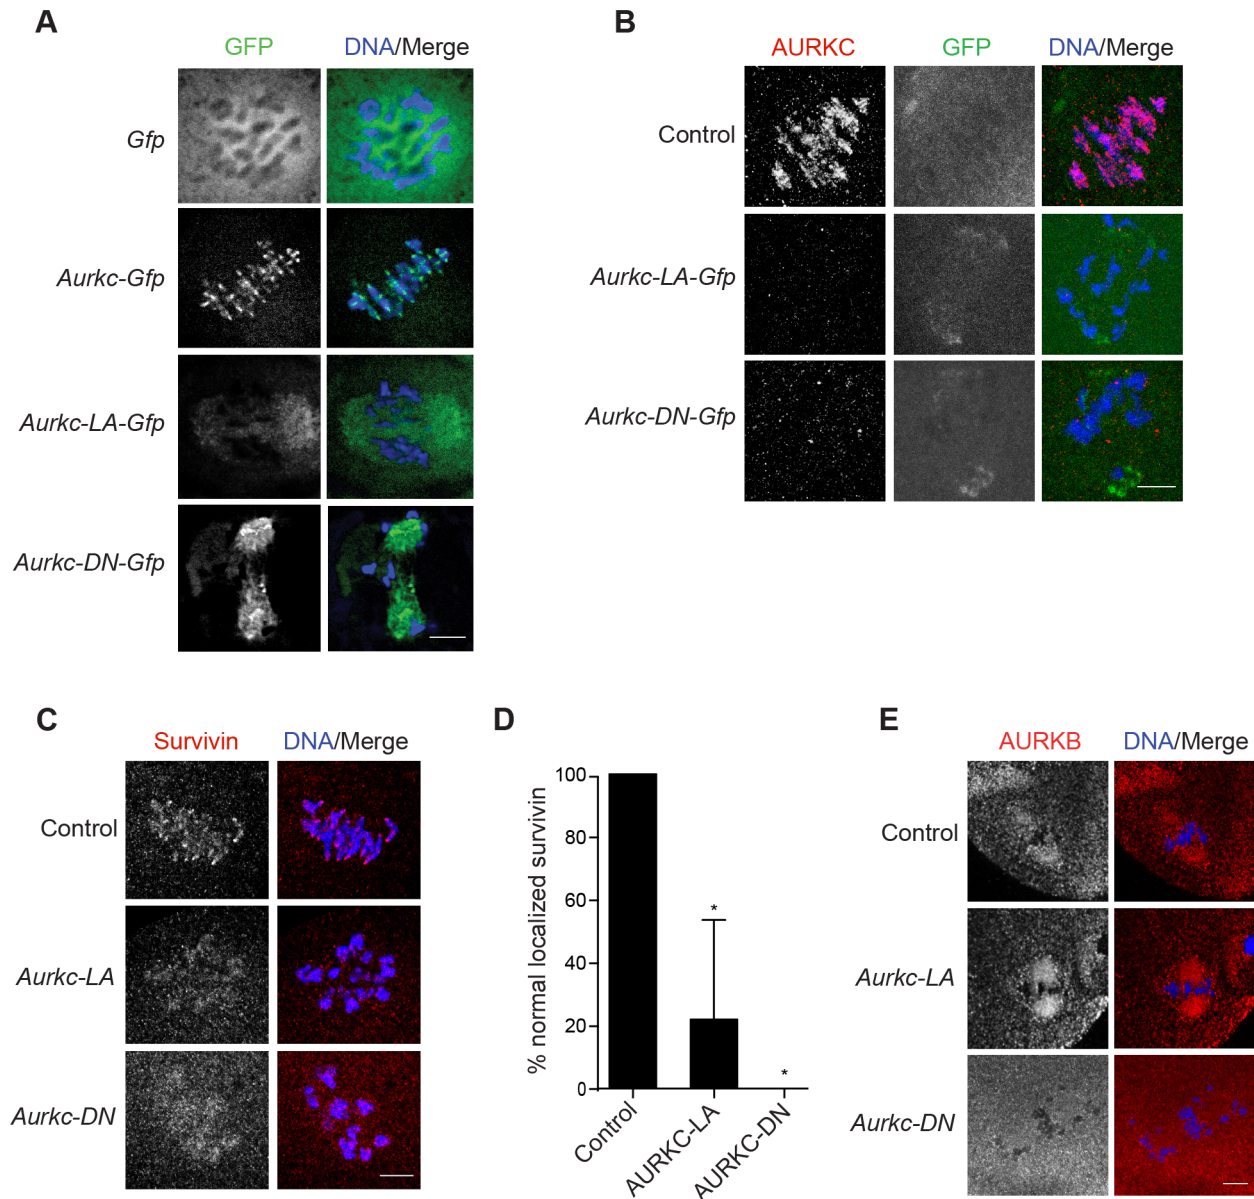 A
GFP
DNA/Merge
Gfp
Aurkc-Gfp
Aurkc-LA-Gfp
Aurkc-DN-Gfp
B
AURKC
GFP
DNA/Merge
Control
Aurkc-LA-Gfp
Aurkc-DN-Gfp
C
Survivin
DNA/Merge
Control
Aurkc-LA
Aurkc-DN
D
% normal localized survivin
100
80
60
40
20
0
*
*
Control
AURKC-LA
AURKC-DN
E
AURKB
DNA/Merge
Control
Aurkc-LA
Aurkc-DN